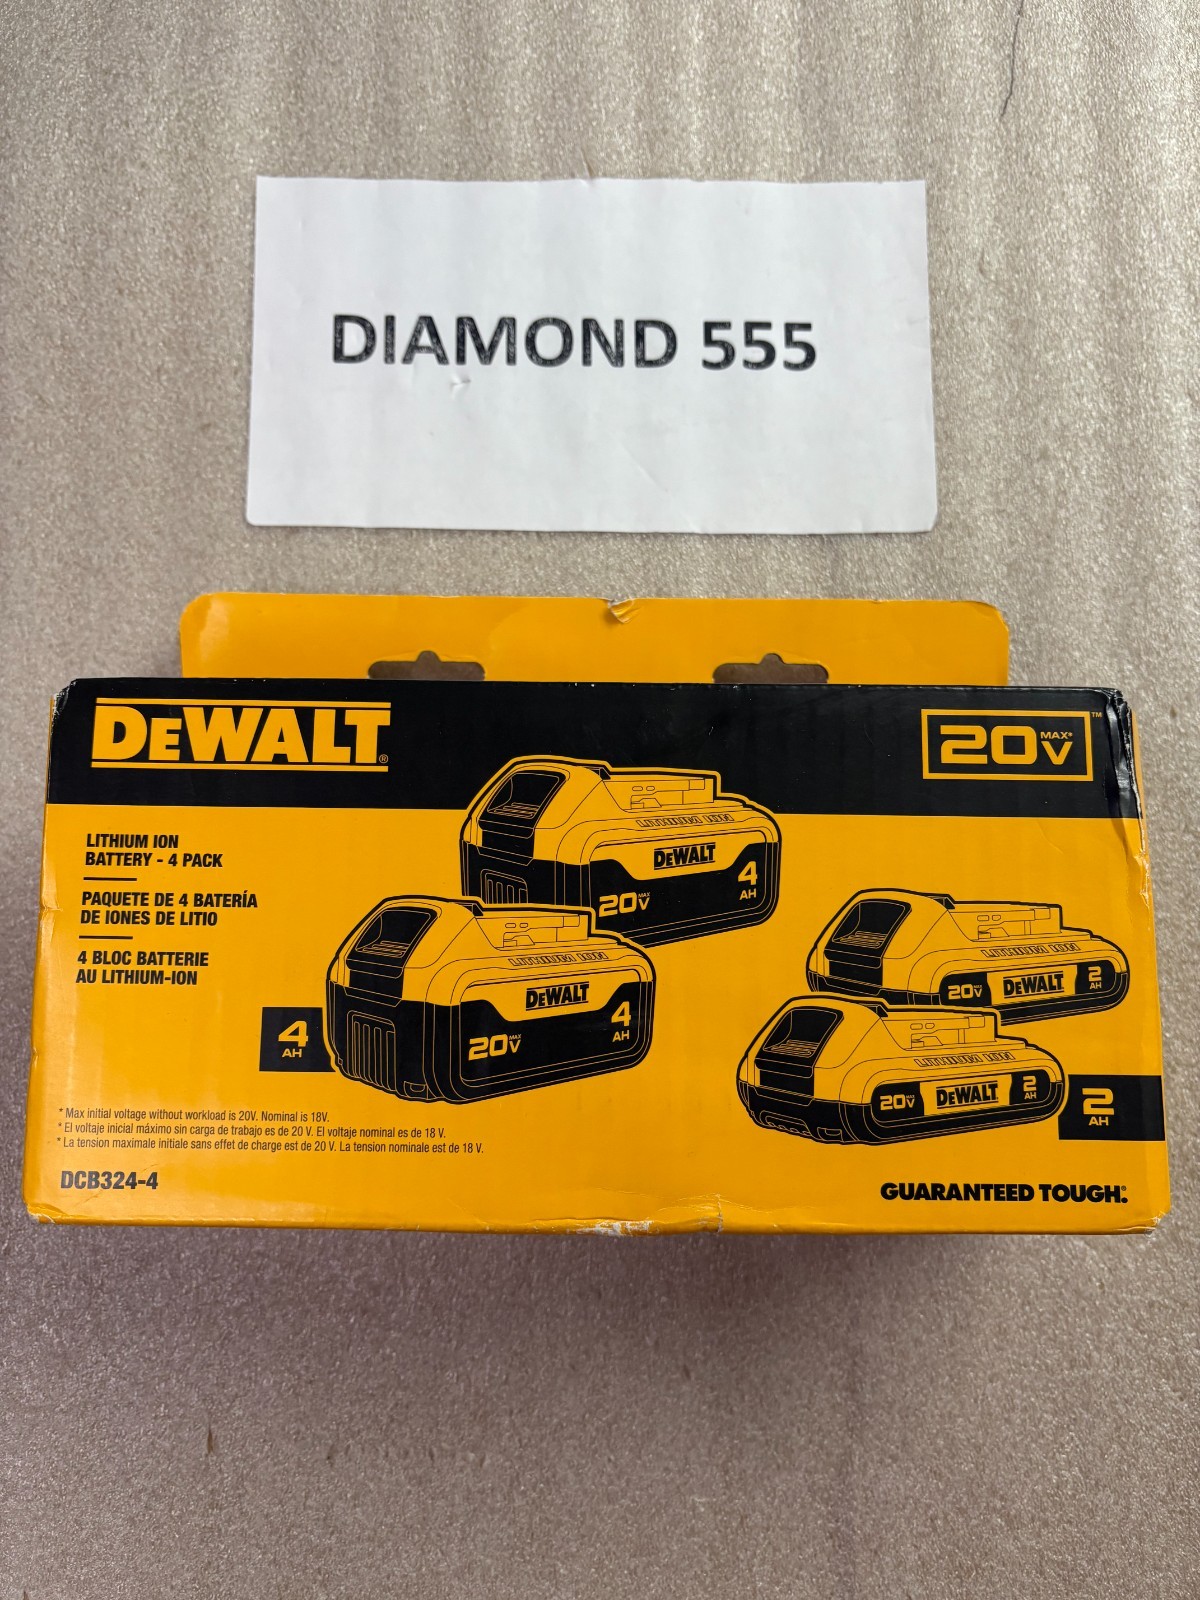 DIAMOND 555
DEWALT®
20V MAX* ™
LITHIUM ION
BATTERY - 4 PACK
PAQUETE DE 4 BATERÍA
DE IONES DE LITIO
4 BLOC BATTERIE
AU LITHIUM-ION
LITHIUM ION
DEWALT
20V MAX
4 AH
LITHIUM ION
DEWALT
20V MAX
4 AH
4 AH
LITHIUM ION
20V MAX
DEWALT
2 AH
LITHIUM ION
20V MAX
DEWALT
2 AH
2 AH
* Max initial voltage without workload is 20V. Nominal is 18V.
* El voltaje inicial máximo sin carga de trabajo es de 20 V. El voltaje nominal es de 18 V.
* La tension maximale initiale sans effet de charge est de 20 V. La tension nominale est de 18 V.
DCB324-4
GUARANTEED TOUGH.®